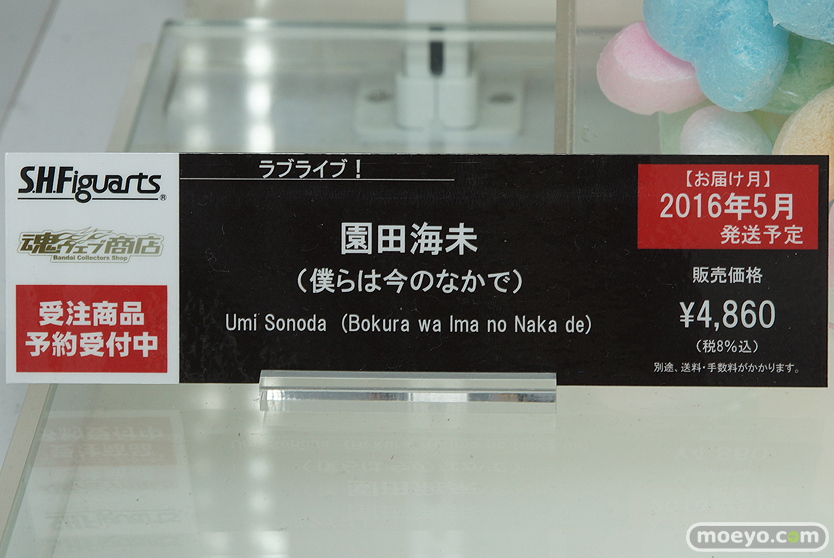 S.H.Figuarts®
魂ウェブ商店
Bandai Collectors Shop
受注商品
予約受付中
ラブライブ！
園田海未
（僕らは今のなかで）
Umi Sonoda (Bokura wa Ima no Naka de)
【お届け月】
2016年5月
発送予定
販売価格
¥4,860
（税8%込）
別途、送料・手数料がかかります。
moeyo.com